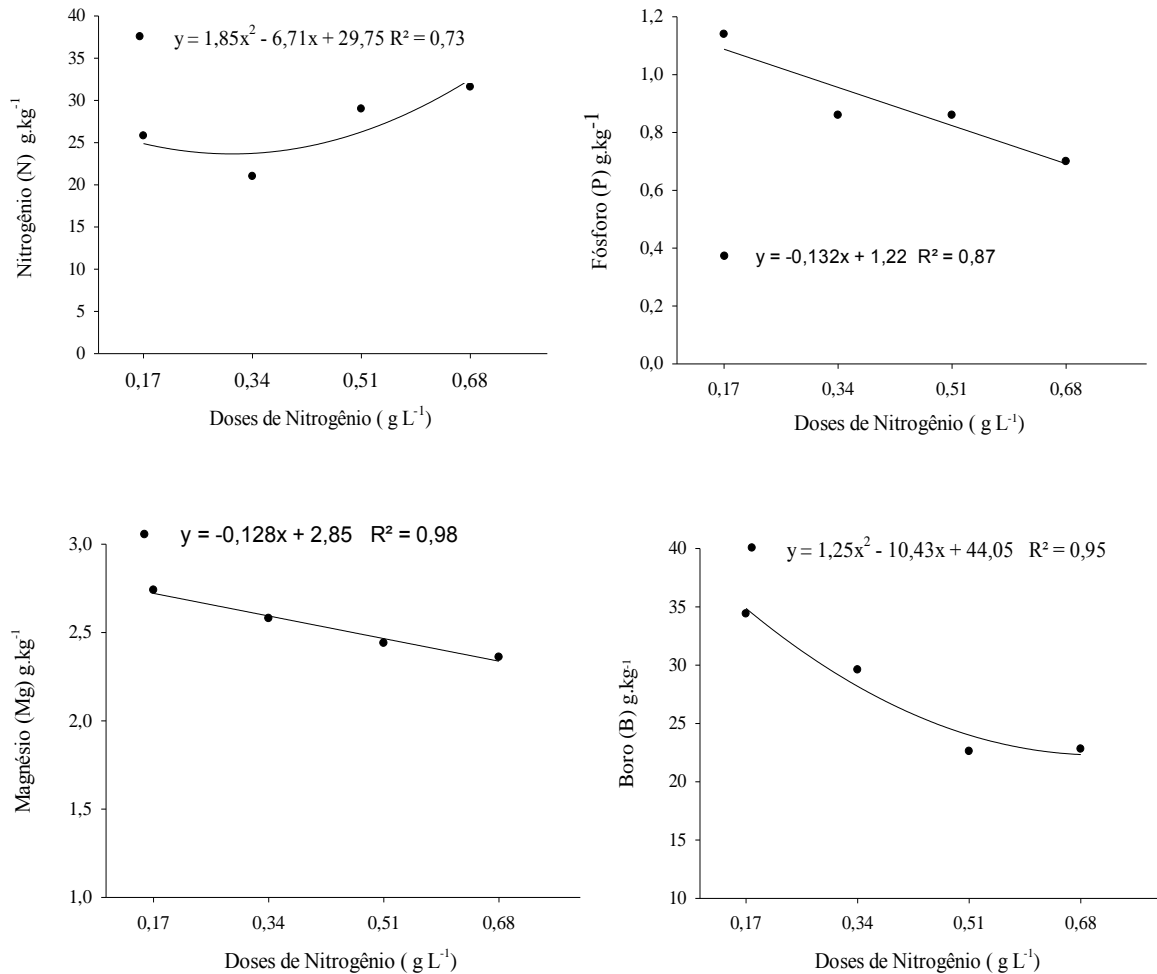 y = 1,85x² - 6,71x + 29,75 R² = 0,73
Nitrogênio (N) g.kg⁻¹
40
35
30
25
20
15
10
5
0
0,17 0,34 0,51 0,68
Doses de Nitrogênio ( g L⁻¹)
Fósforo (P) g.kg⁻¹
1,2
1,0
0,8
0,6
0,4
0,2
0,0
y = -0,132x + 1,22 R² = 0,87
0,17 0,34 0,51 0,68
Doses de Nitrogênio ( g L⁻¹)
y = -0,128x + 2,85 R² = 0,98
Magnésio (Mg) g.kg⁻¹
3,0
2,5
2,0
1,5
1,0
0,17 0,34 0,51 0,68
Doses de Nitrogênio ( g L⁻¹)
y = 1,25x² - 10,43x + 44,05 R² = 0,95
Boro (B) g.kg⁻¹
40
35
30
25
20
15
10
0,17 0,34 0,51 0,68
Doses de Nitrogênio ( g L⁻¹)